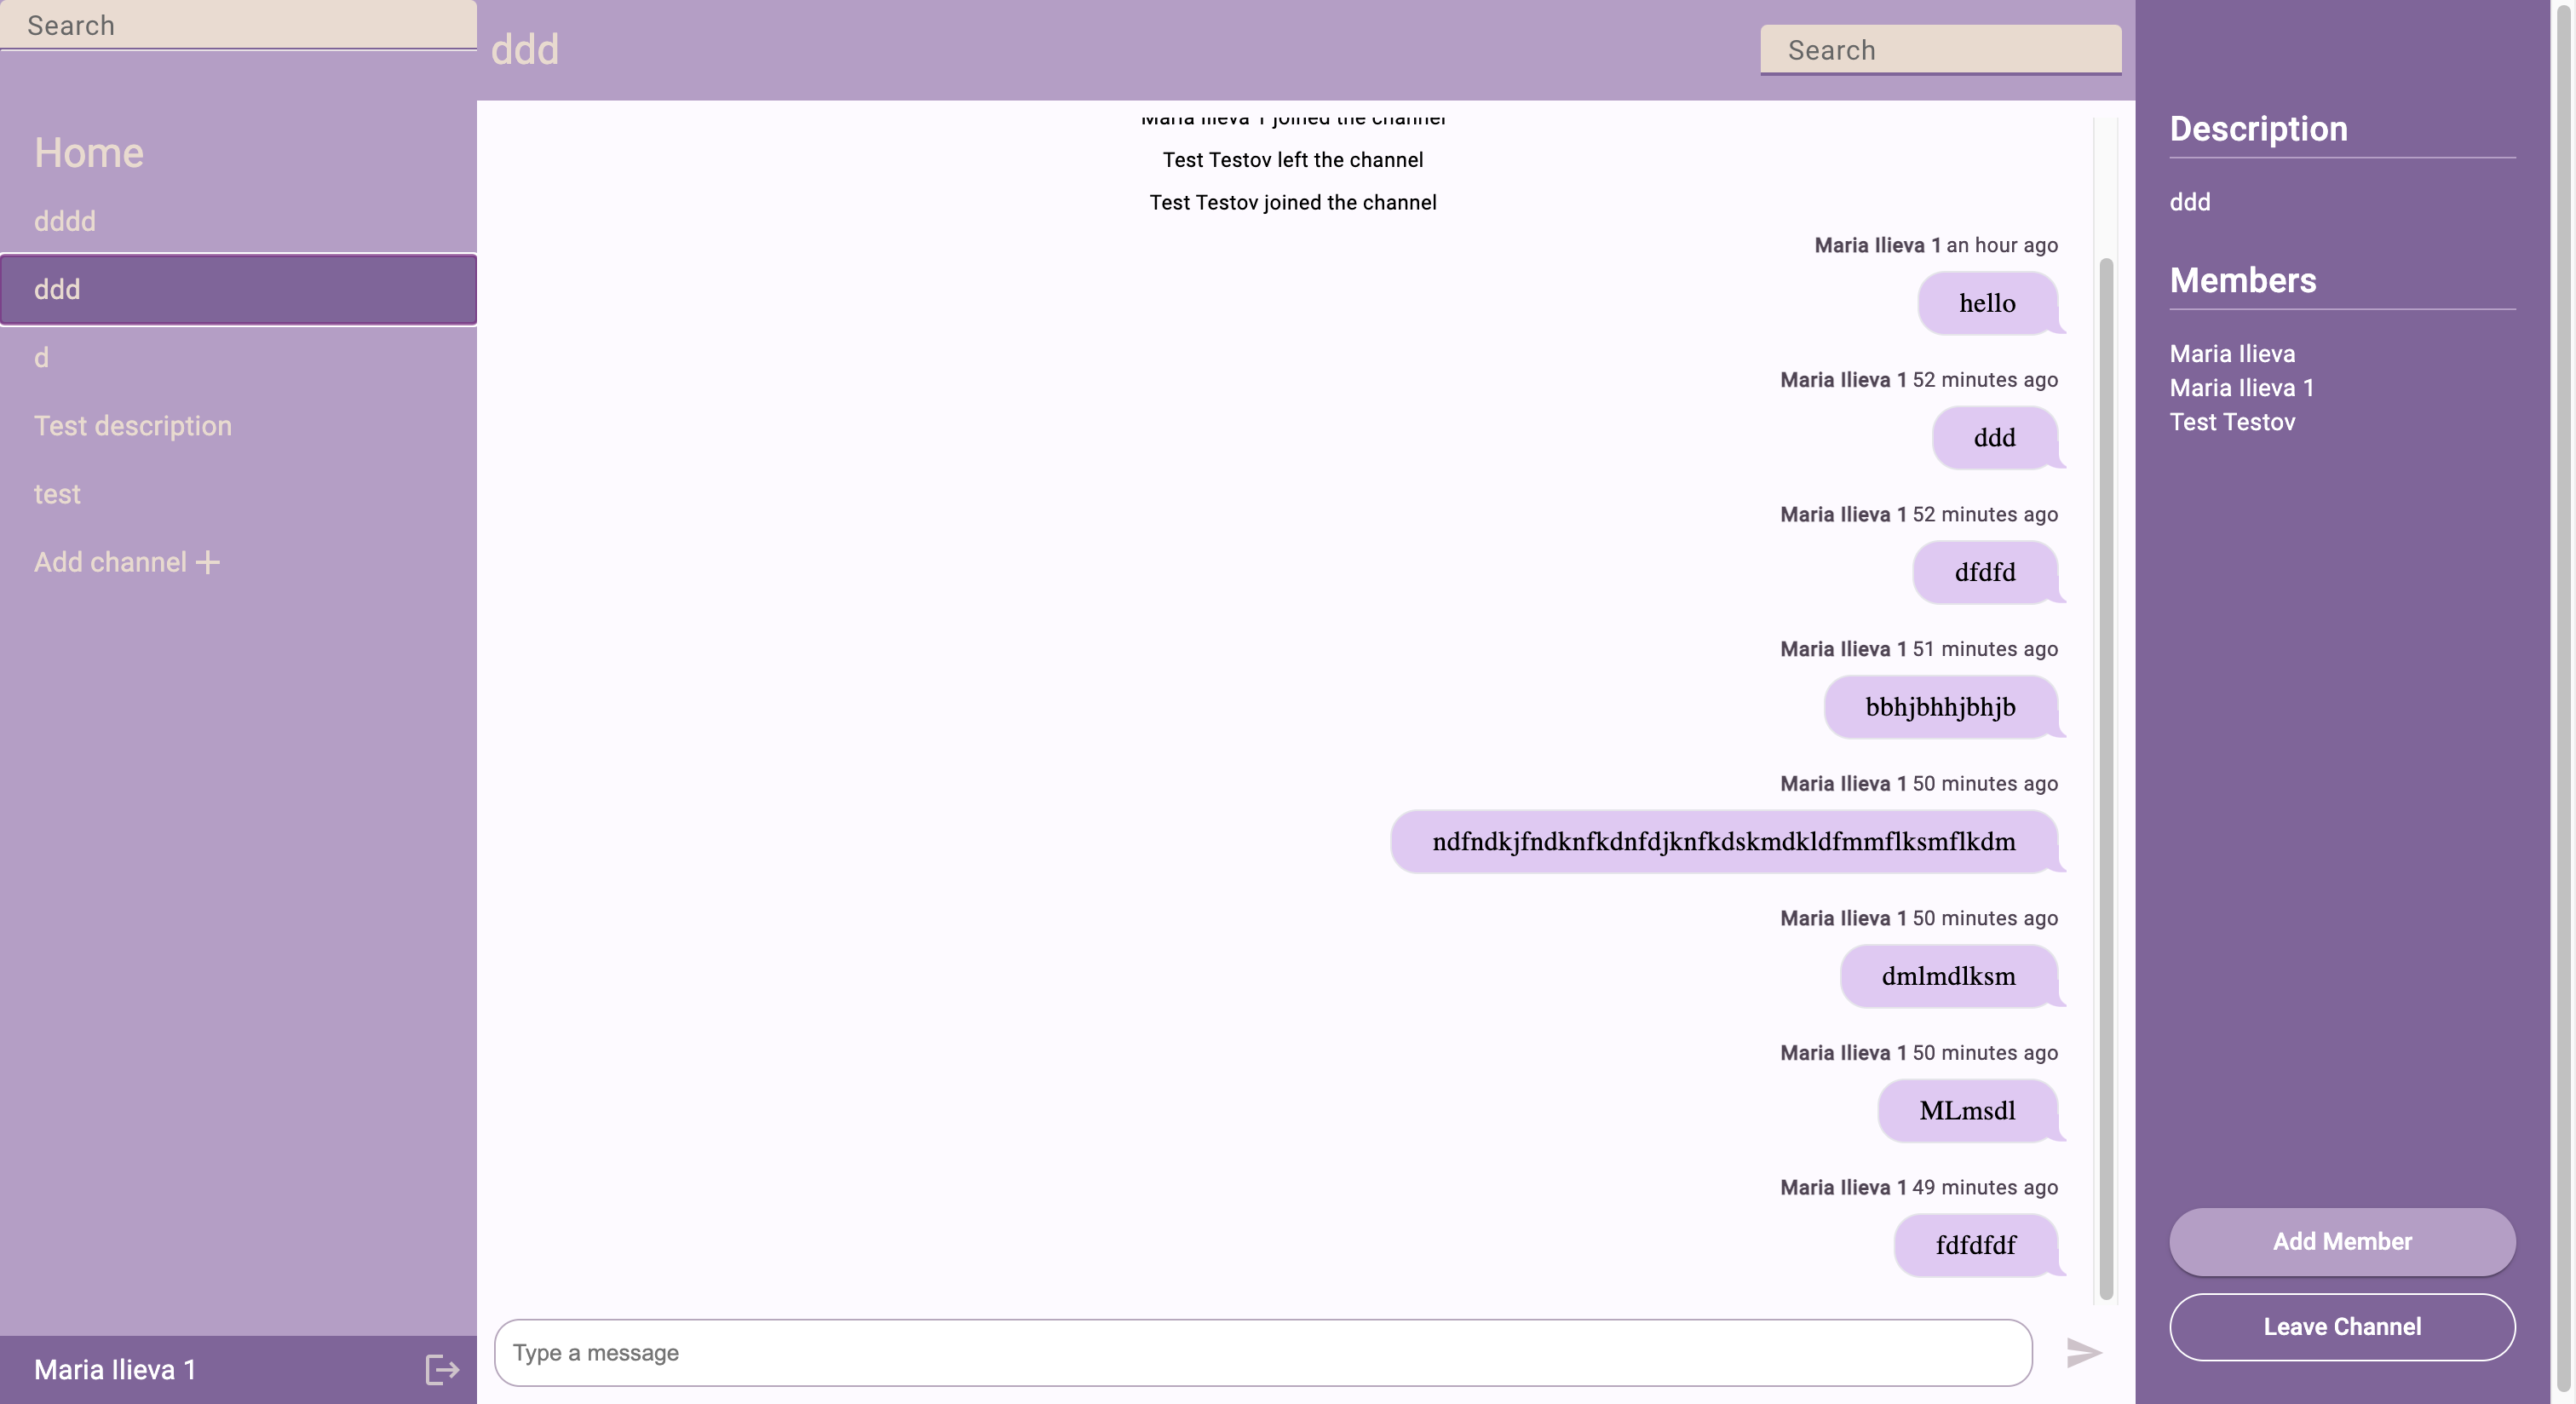 Search
Home
dddd
ddd
d
Test description
test
Add channel +
Maria Ilieva 1
ddd
Search
Maria Ilieva 1 joined the channel
Test Testov left the channel
Test Testov joined the channel
Maria Ilieva 1 an hour ago
hello
Maria Ilieva 1 52 minutes ago
ddd
Maria Ilieva 1 52 minutes ago
dfdfd
Maria Ilieva 1 51 minutes ago
bbhjbhhjbhjb
Maria Ilieva 1 50 minutes ago
ndfndkjfndknfkdnfdjknfkdskmdkldfmmflksmflkdm
Maria Ilieva 1 50 minutes ago
dmlmdlksm
Maria Ilieva 1 50 minutes ago
MLmsdl
Maria Ilieva 1 49 minutes ago
fdfdfdf
Type a message
Description
ddd
Members
Maria Ilieva
Maria Ilieva 1
Test Testov
Add Member
Leave Channel